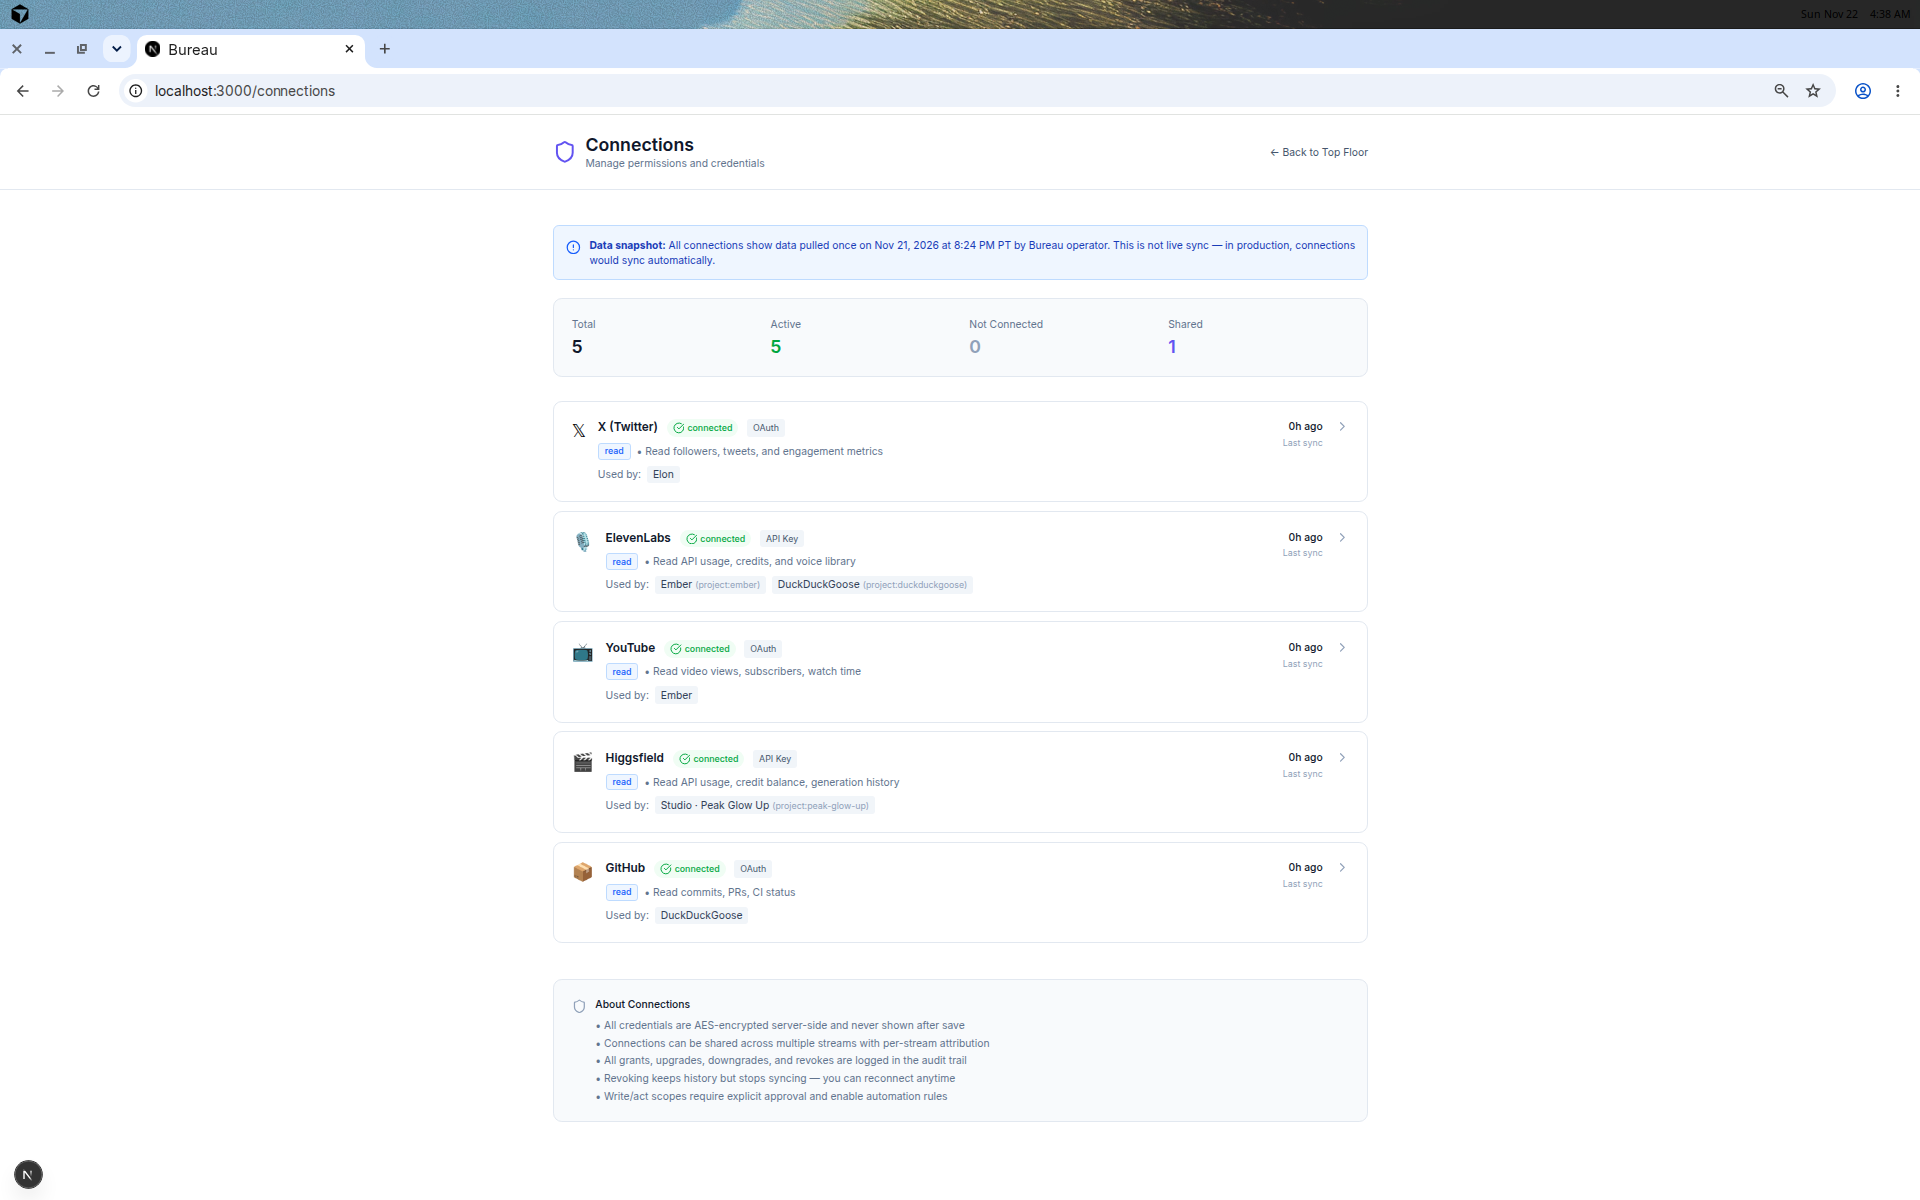 Sun Nov 22 4:38 AM
Bureau
localhost:3000/connections
Connections
Manage permissions and credentials
← Back to Top Floor
Data snapshot: All connections show data pulled once on Nov 21, 2026 at 8:24 PM PT by Bureau operator. This is not live sync — in production, connections
would sync automatically.
Total
5
Active
5
Not Connected
0
Shared
1
X (Twitter) connected OAuth
0h ago
Last sync
read • Read followers, tweets, and engagement metrics
Used by: Elon
ElevenLabs connected API Key
0h ago
Last sync
read • Read API usage, credits, and voice library
Used by: Ember (project:ember) DuckDuckGoose (project:duckduckgoose)
YouTube connected OAuth
0h ago
Last sync
read • Read video views, subscribers, watch time
Used by: Ember
Higgsfield connected API Key
0h ago
Last sync
read • Read API usage, credit balance, generation history
Used by: Studio · Peak Glow Up (project:peak-glow-up)
GitHub connected OAuth
0h ago
Last sync
read • Read commits, PRs, CI status
Used by: DuckDuckGoose
About Connections
• All credentials are AES-encrypted server-side and never shown after save
• Connections can be shared across multiple streams with per-stream attribution
• All grants, upgrades, downgrades, and revokes are logged in the audit trail
• Revoking keeps history but stops syncing — you can reconnect anytime
• Write/act scopes require explicit approval and enable automation rules